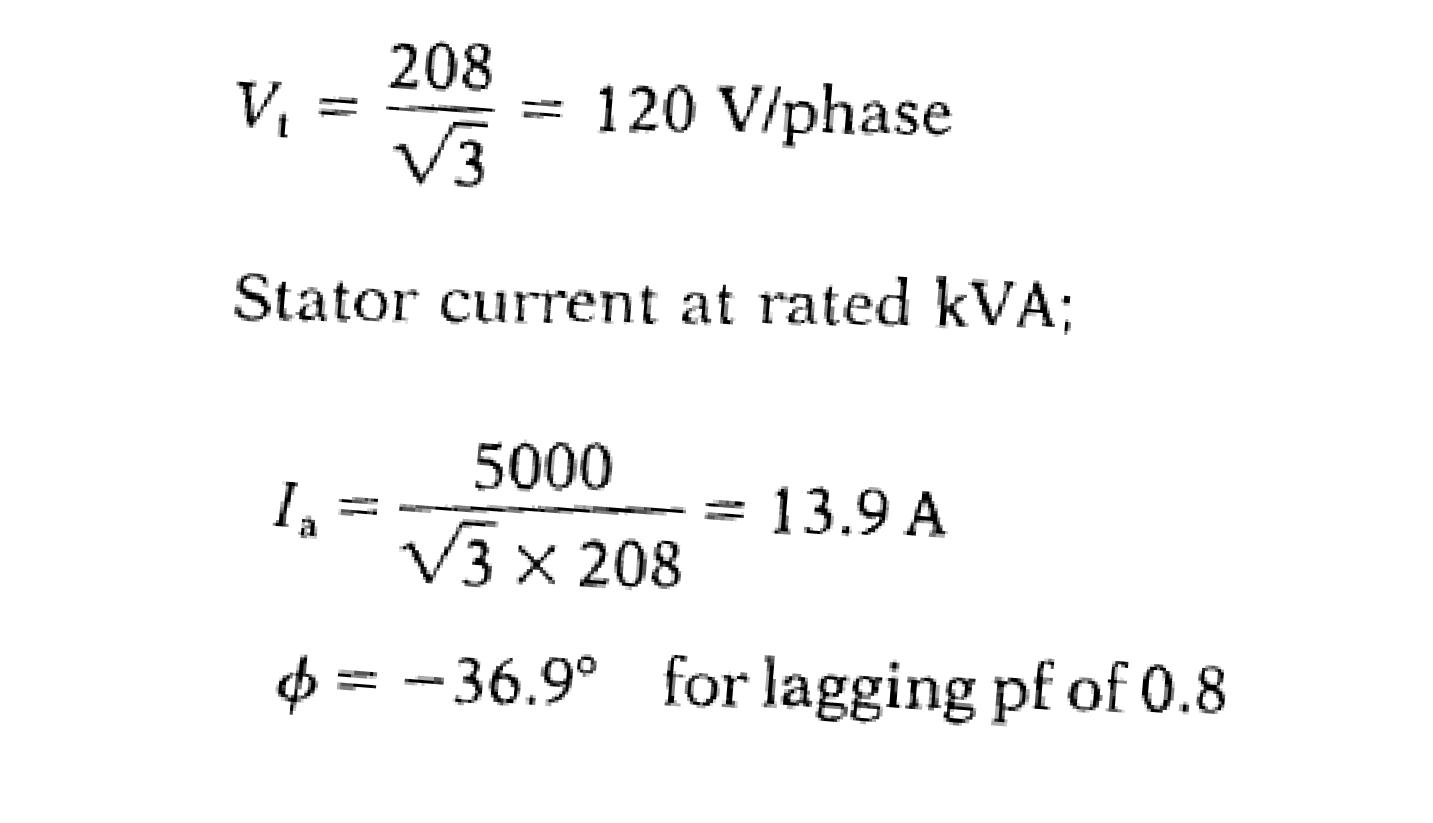 V_t = 208/√3 = 120 V/phase
Stator current at rated kVA;
I_a = 5000/(√3 × 208) = 13.9 A
ϕ = −36.9° for lagging pf of 0.8